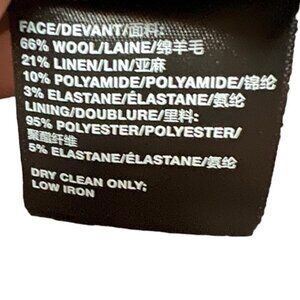 FACE/DEVANT/面料:
66% WOOL/LAINE/绵羊毛
21% LINEN/LIN/亚麻
10% POLYAMIDE/POLYAMIDE/锦纶
3% ELASTANE/ÉLASTANE/氨纶
LINING/DOUBLURE/里料:
95% POLYESTER/POLYESTER/
聚酯纤维
5% ELASTANE/ÉLASTANE/氨纶
DRY CLEAN ONLY;
LOW IRON